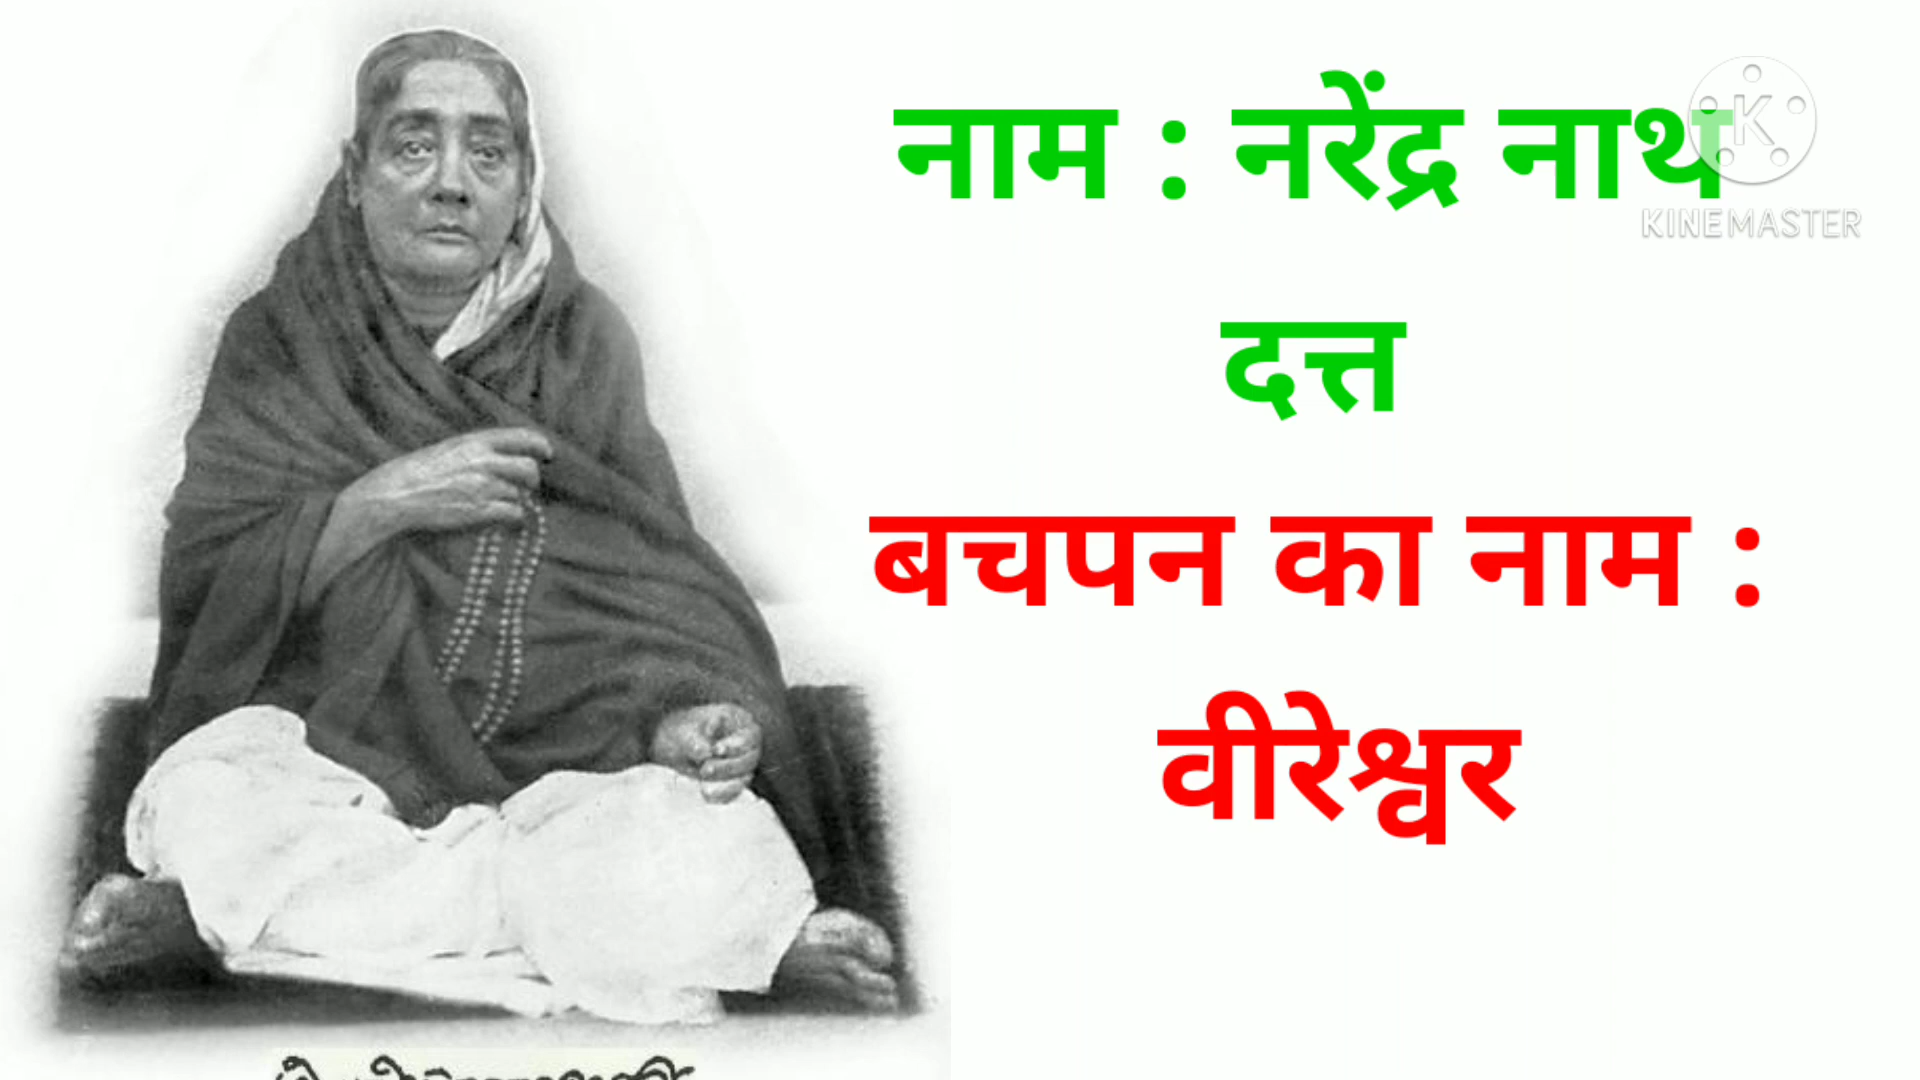 नाम : नरेंद्र नाथ
दत्त
बचपन का नाम :
वीरेश्वर
KINEMASTER